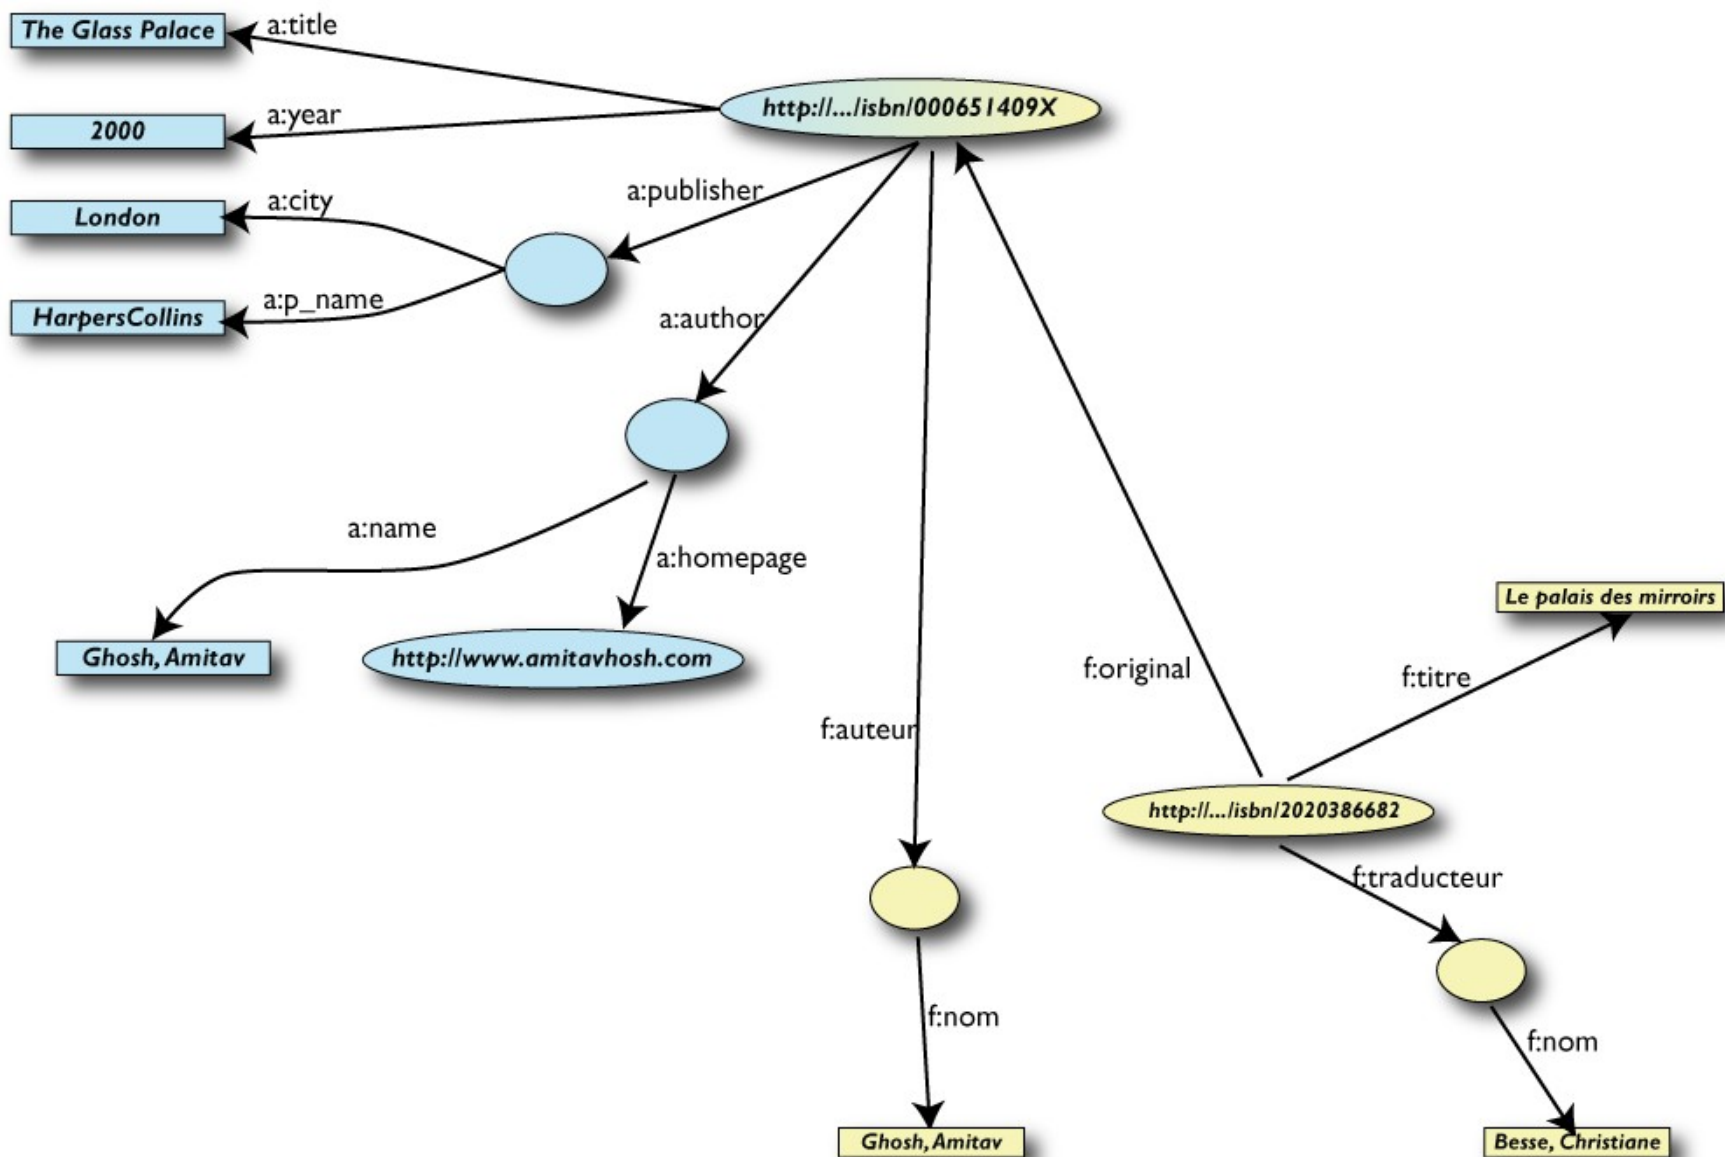 The Glass Palace
a:title
http://.../isbn/000651409X
a:year
2000
a:publisher
a:city
London
a:p_name
HarpersCollins
a:author
a:name
a:homepage
Le palais des mirroirs
Ghosh, Amitav
http://www.amitavhosh.com
f:original
f:titre
f:auteur
http://.../isbn/2020386682
f:traducteur
f:nom
f:nom
Ghosh, Amitav
Besse, Christiane